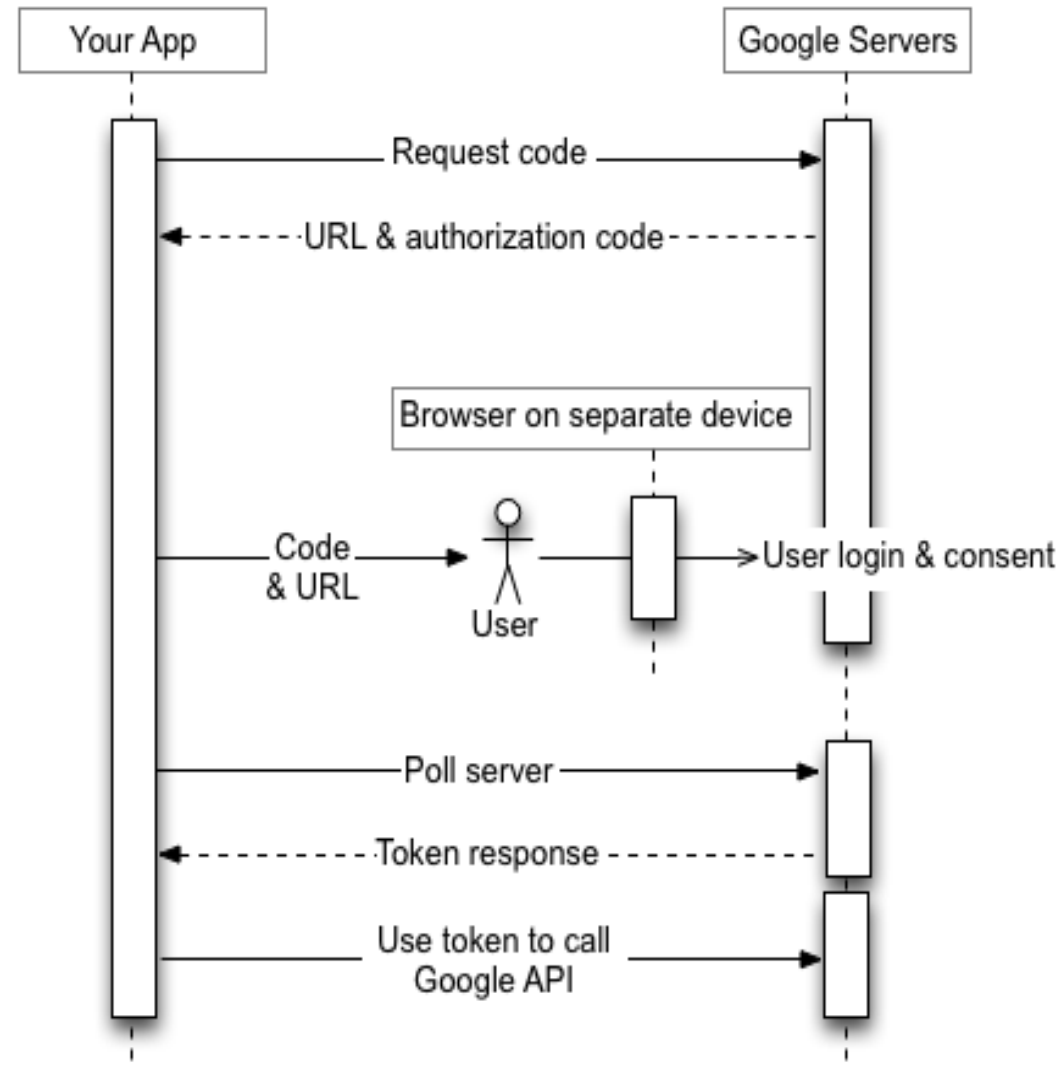 Your App
Google Servers
Request code
URL & authorization code
Browser on separate device
Code
& URL
User
User login & consent
Poll server
Token response
Use token to call
Google API